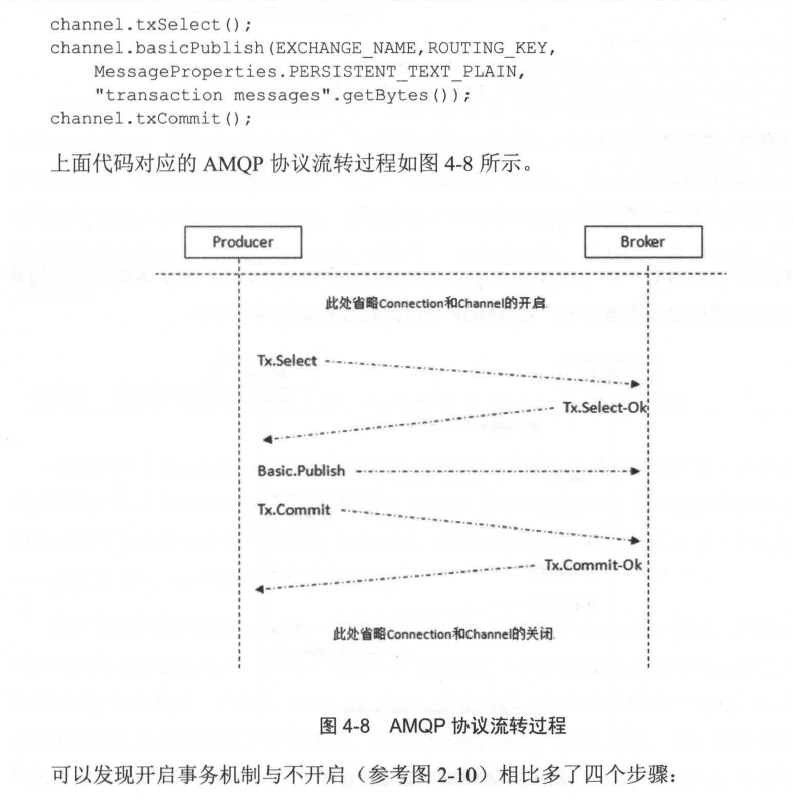 channel.txSelect();
channel.basicPublish(EXCHANGE_NAME,ROUTING_KEY,
MessageProperties.PERSISTENT_TEXT_PLAIN,
"transaction messages".getBytes());
channel.txCommit();
上面代码对应的 AMQP 协议流转过程如图 4-8 所示。
Producer
Broker
此处省略Connection和Channel的开启.
Tx.Select
Tx.Select-Ok
Basic.Publish
Tx.Commit
Tx.Commit-Ok
此处省略Connection和Channel的关闭.
图 4-8 AMQP 协议流转过程
可以发现开启事务机制与不开启（参考图 2-10）相比多了四个步骤：